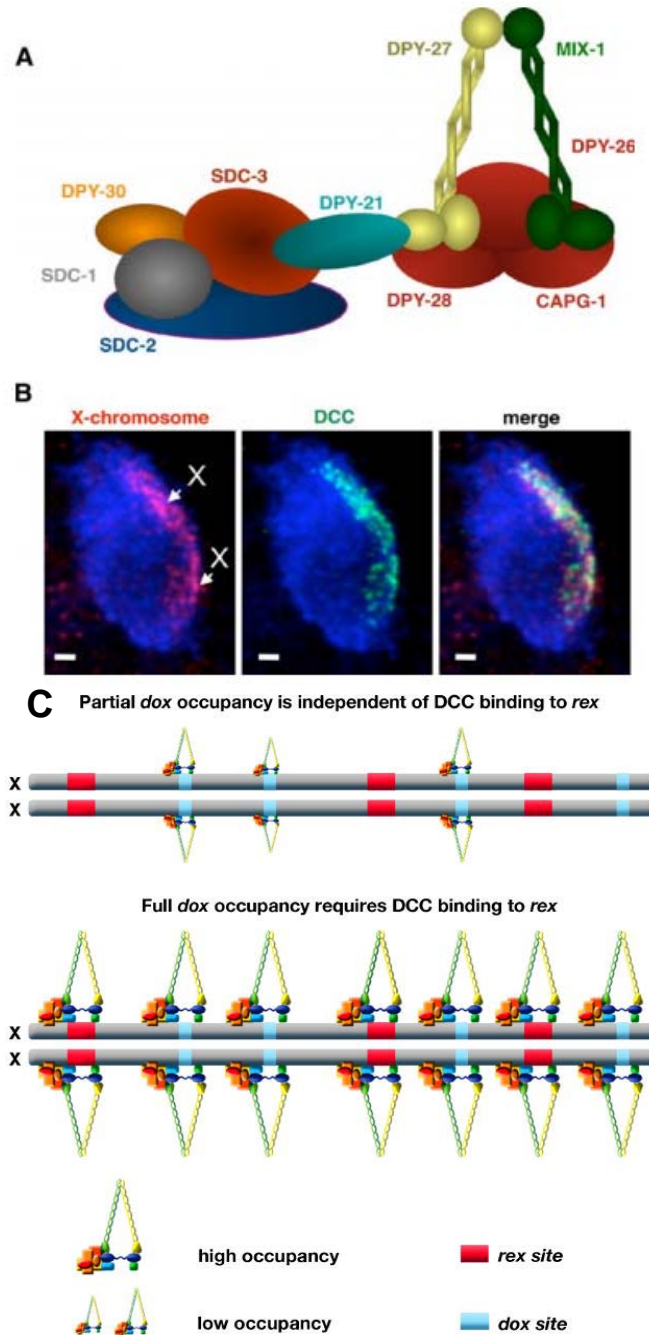 A
DPY-27
MIX-1
DPY-26
SDC-3
DPY-30
DPY-21
SDC-1
DPY-28
CAPG-1
SDC-2
B
X-chromosome
DCC
merge
X
X
C Partial dox occupancy is independent of DCC binding to rex
X
X
Full dox occupancy requires DCC binding to rex
X
X
high occupancy rex site
low occupancy dox site